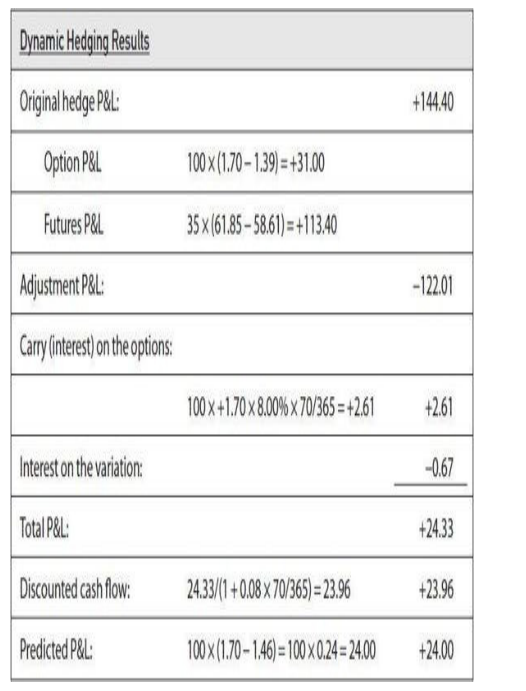 Dynamic Hedging Results
Original hedge P&L: +144.40
Option P&L 100 x (1.70 – 1.39) = +31.00
Futures P&L 35 x (61.85 – 58.61) = +113.40
Adjustment P&L: –122.01
Carry (interest) on the options:
100 x +1.70 x 8.00% x 70/365 = +2.61 +2.61
Interest on the variation: –0.67
Total P&L: +24.33
Discounted cash flow: 24.33/(1 + 0.08 x 70/365) = 23.96 +23.96
Predicted P&L: 100 x (1.70 – 1.46) = 100 x 0.24 = 24.00 +24.00